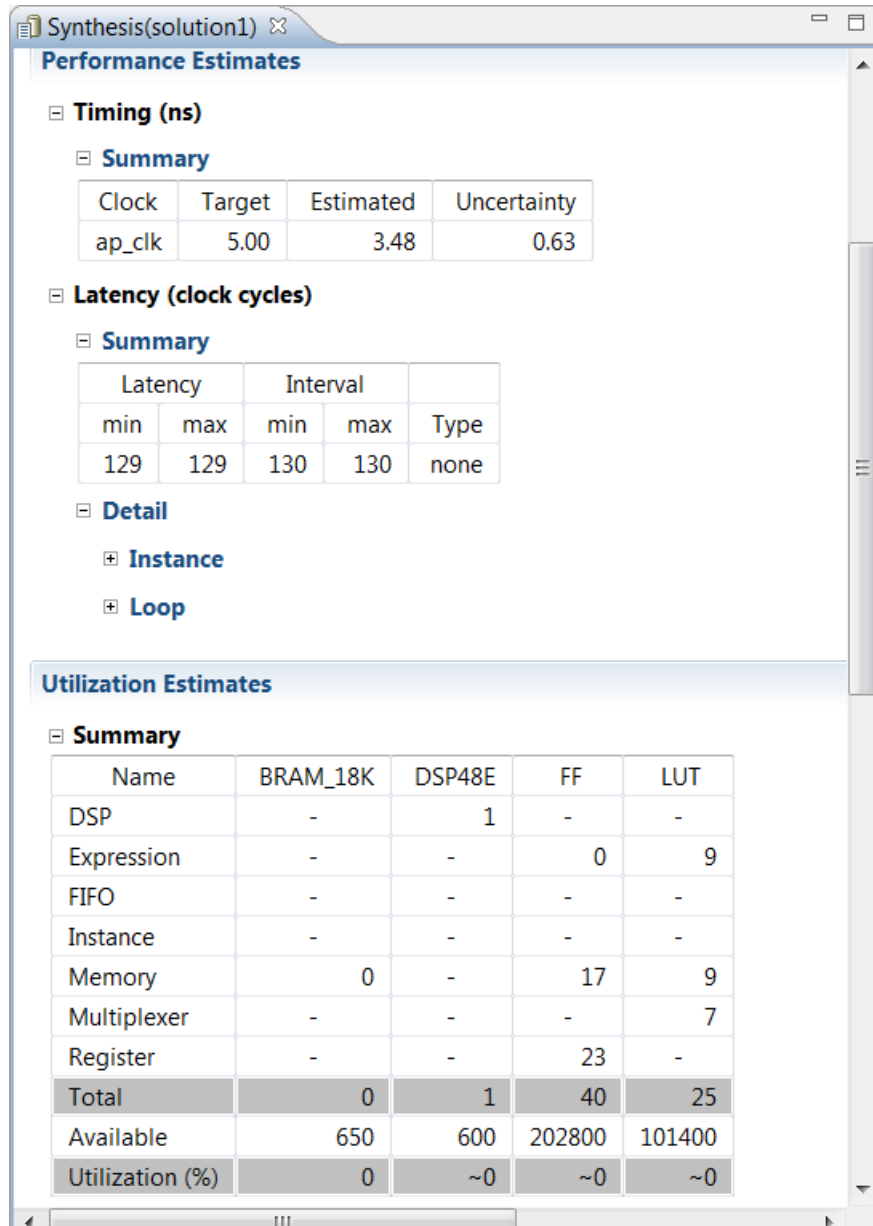 Synthesis(solution1)
Performance Estimates
Timing (ns)
Summary
Clock Target Estimated Uncertainty
ap_clk 5.00 3.48 0.63
Latency (clock cycles)
Summary
Latency Interval
min max min max Type
129 129 130 130 none
Detail
Instance
Loop
Utilization Estimates
Summary
Name BRAM_18K DSP48E FF LUT
DSP - 1 - -
Expression - - 0 9
FIFO - - - -
Instance - - - -
Memory 0 - 17 9
Multiplexer - - - 7
Register - - 23 -
Total 0 1 40 25
Available 650 600 202800 101400
Utilization (%) 0 ~0 ~0 ~0